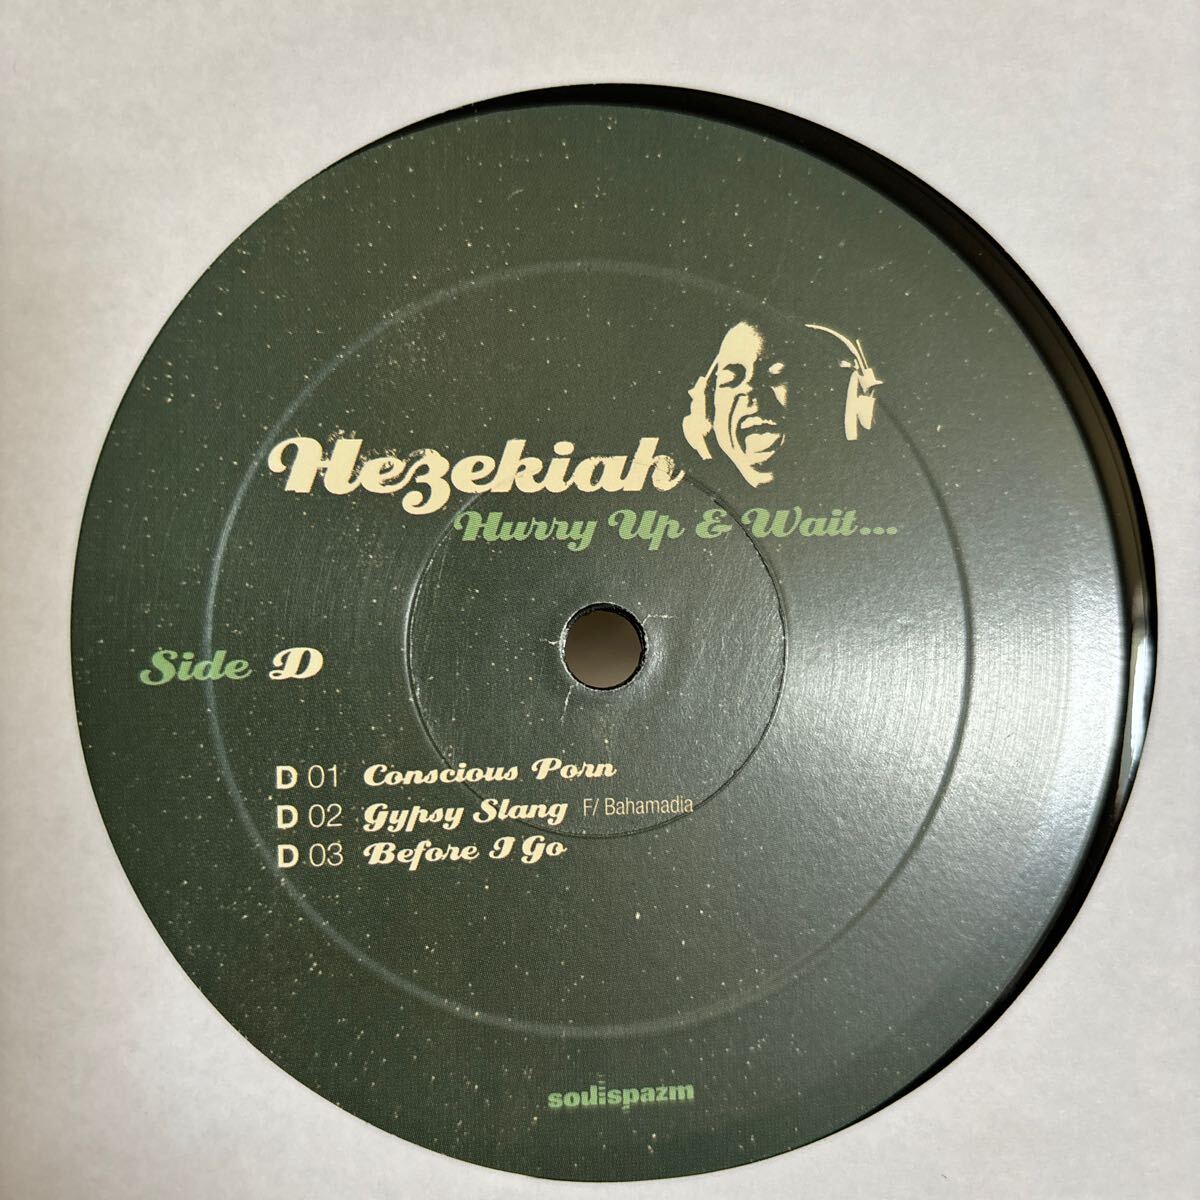 Hezekiah
Hurry Up & Wait...
Side D
D 01 Conscious Porn
D 02 Gypsy Slang F/ Bahamadia
D 03 Before I Go
soulspazm